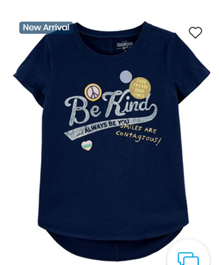 New Arrival
Be Kind
ALWAYS BE YOU
SMILES ARE
CONTAGIOUS!